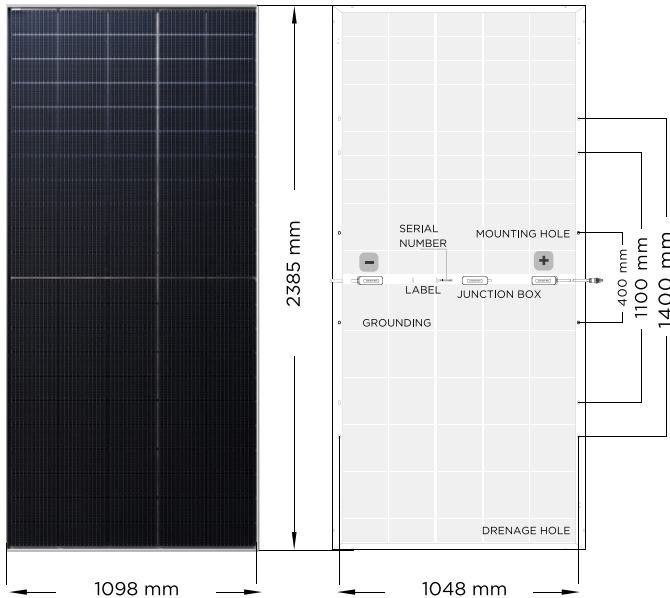 2385 mm
SERIAL
NUMBER
MOUNTING HOLE
LABEL
JUNCTION BOX
GROUNDING
400 mm
1100 mm
1400 mm
DRENAGE HOLE
1098 mm
1048 mm